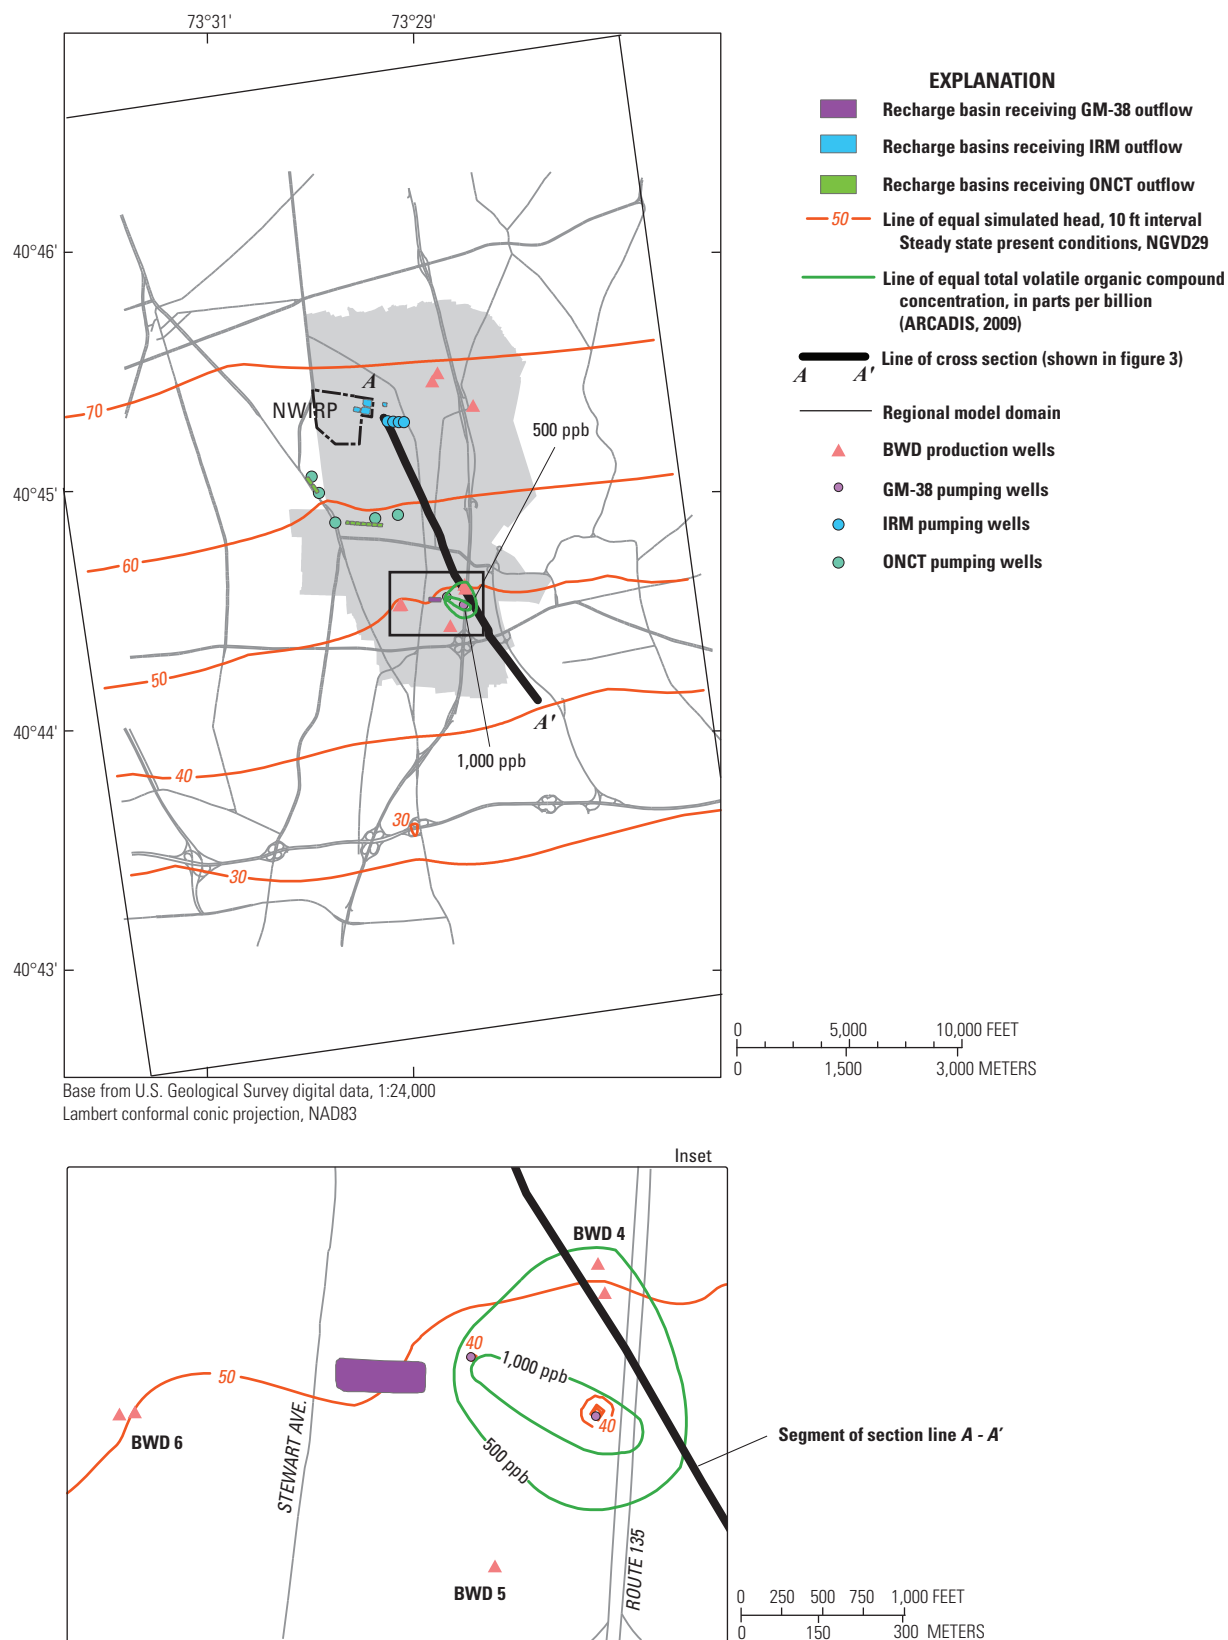 73°31'
73°29'
40°46'
40°45'
40°44'
40°43'
70
A
NWIRP
500 ppb
60
50
A'
1,000 ppb
40
30
30
EXPLANATION
Recharge basin receiving GM-38 outflow
Recharge basins receiving IRM outflow
Recharge basins receiving ONCT outflow
50
Line of equal simulated head, 10 ft interval
Steady state present conditions, NGVD29
Line of equal total volatile organic compound
concentration, in parts per billion
(ARCADIS, 2009)
A A' Line of cross section (shown in figure 3)
Regional model domain
BWD production wells
GM-38 pumping wells
IRM pumping wells
ONCT pumping wells
0 5,000 10,000 FEET
0 1,500 3,000 METERS
Base from U.S. Geological Survey digital data, 1:24,000
Lambert conformal conic projection, NAD83
Inset
BWD 4
40
1,000 ppb
50
40
BWD 6
STEWART AVE.
500 ppb
Segment of section line A - A'
ROUTE 135
BWD 5
0 250 500 750 1,000 FEET
0 150 300 METERS